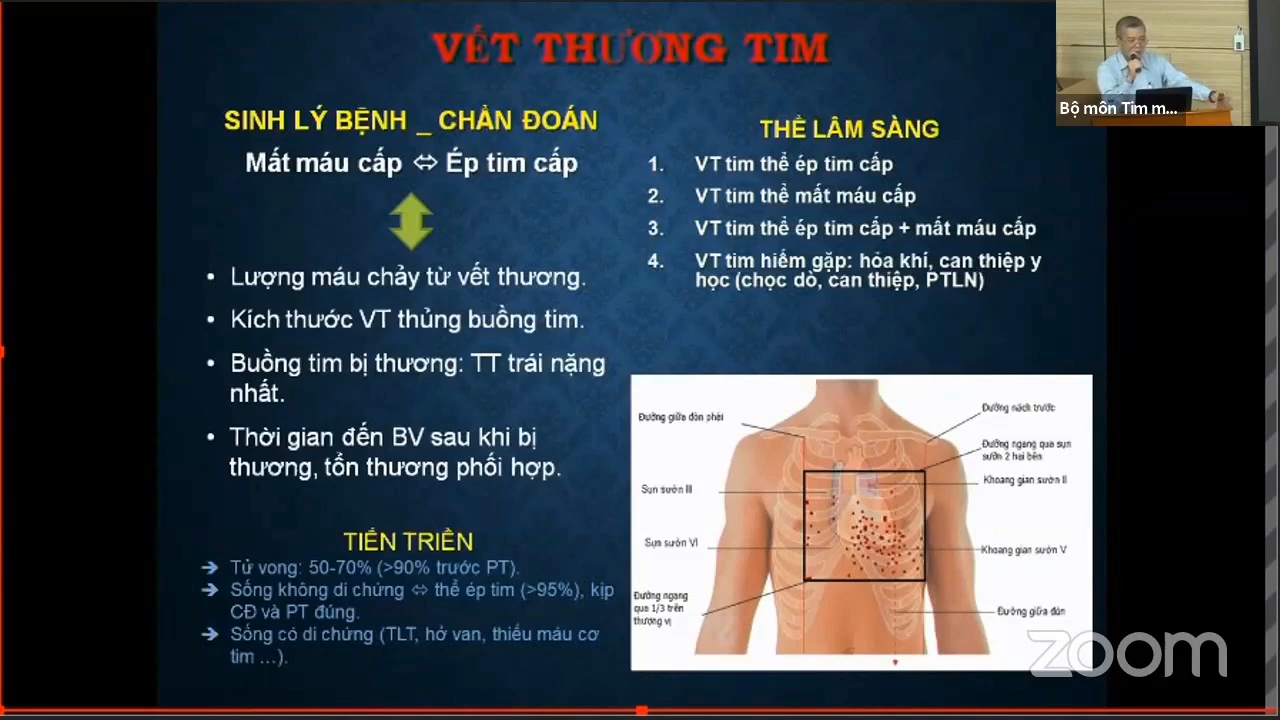 VẾT THƯƠNG TIM
SINH LÝ BỆNH _ CHẨN ĐOÁN
Mất máu cấp ⇔ Ép tim cấp
• Lượng máu chảy từ vết thương.
• Kích thước VT thủng buồng tim.
• Buồng tim bị thương: TT trái nặng
nhất.
• Thời gian đến BV sau khi bị
thương, tổn thương phối hợp.
TIẾN TRIỂN
➔ Tử vong: 50-70% (>90% trước PT).
➔ Sống không di chứng ⇔ thể ép tim (>95%), kịp
CĐ và PT đúng.
➔ Sống có di chứng (TLT, hở van, thiếu máu cơ
tim ...).
THỂ LÂM SÀNG
1. VT tim thể ép tim cấp
2. VT tim thể mất máu cấp
3. VT tim thể ép tim cấp + mất máu cấp
4. VT tim hiếm gặp: hỏa khí, can thiệp y
học (chọc dò, can thiệp, PTLN)
Đường giữa đòn phải
Sụn sườn III
Sụn sườn VI
Đường ngang
qua 1/3 trên
thượng vị
Đường nách trước
Đường ngang qua sụn
sườn 2 hai bên
Khoang gian sườn II
Khoang gian sườn V
Đường giữa đòn
Bộ môn Tim m...
zoom